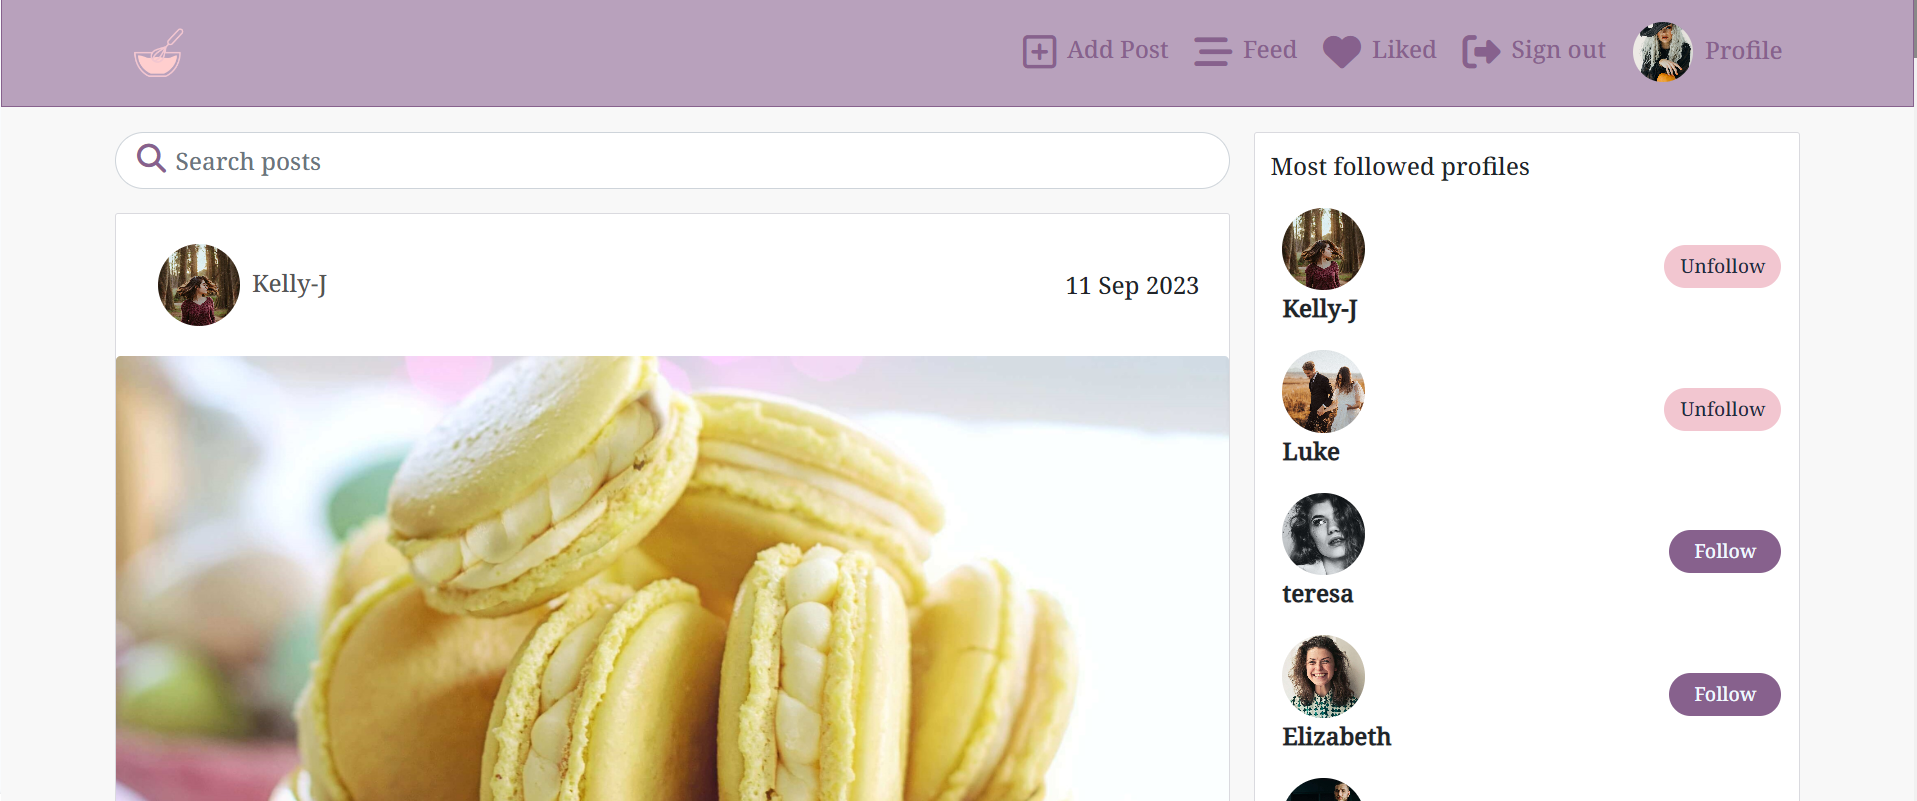 Add Post Feed Liked Sign out Profile
Search posts
Kelly-J 11 Sep 2023
Most followed profiles
Kelly-J Unfollow
Luke Unfollow
teresa Follow
Elizabeth Follow